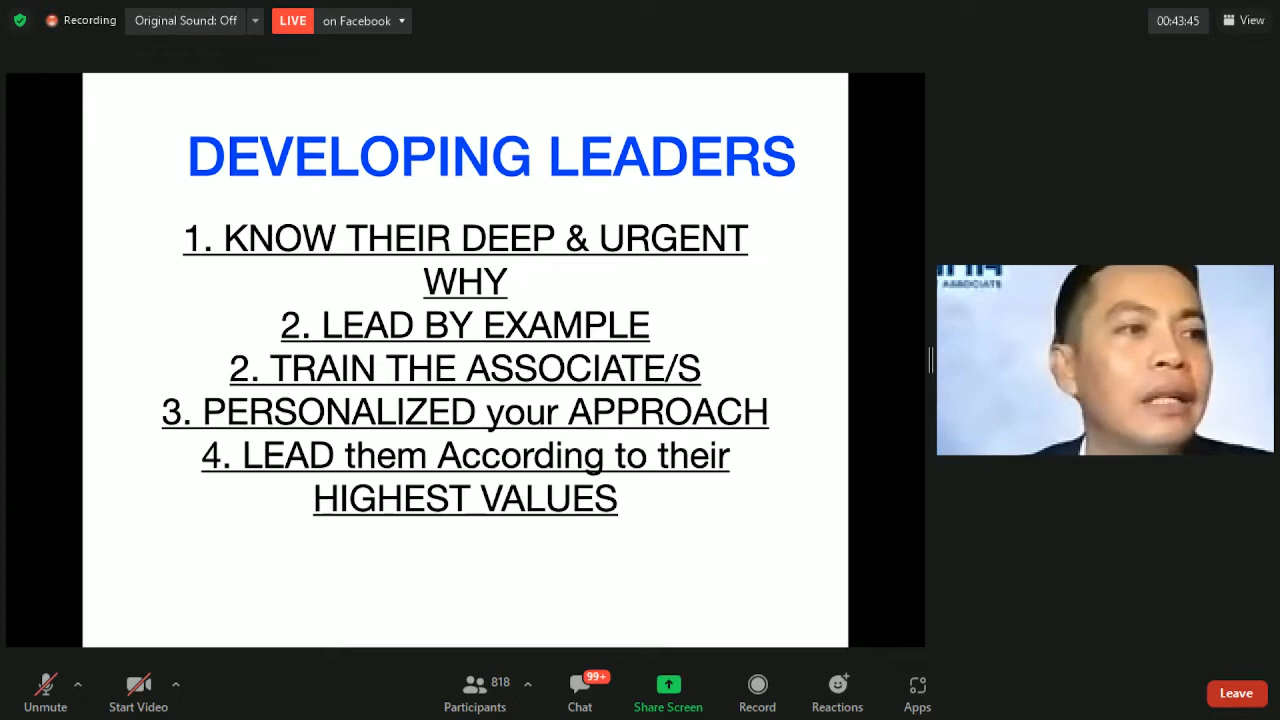 Recording
Original Sound: Off
LIVE on Facebook
00:43:45
View
DEVELOPING LEADERS
1. KNOW THEIR DEEP & URGENT
WHY
2. LEAD BY EXAMPLE
2. TRAIN THE ASSOCIATE/S
3. PERSONALIZED your APPROACH
4. LEAD them According to their
HIGHEST VALUES
ASSOCIATE
Unmute
Start Video
818
Participants
99+
Chat
Share Screen
Record
Reactions
Apps
Leave